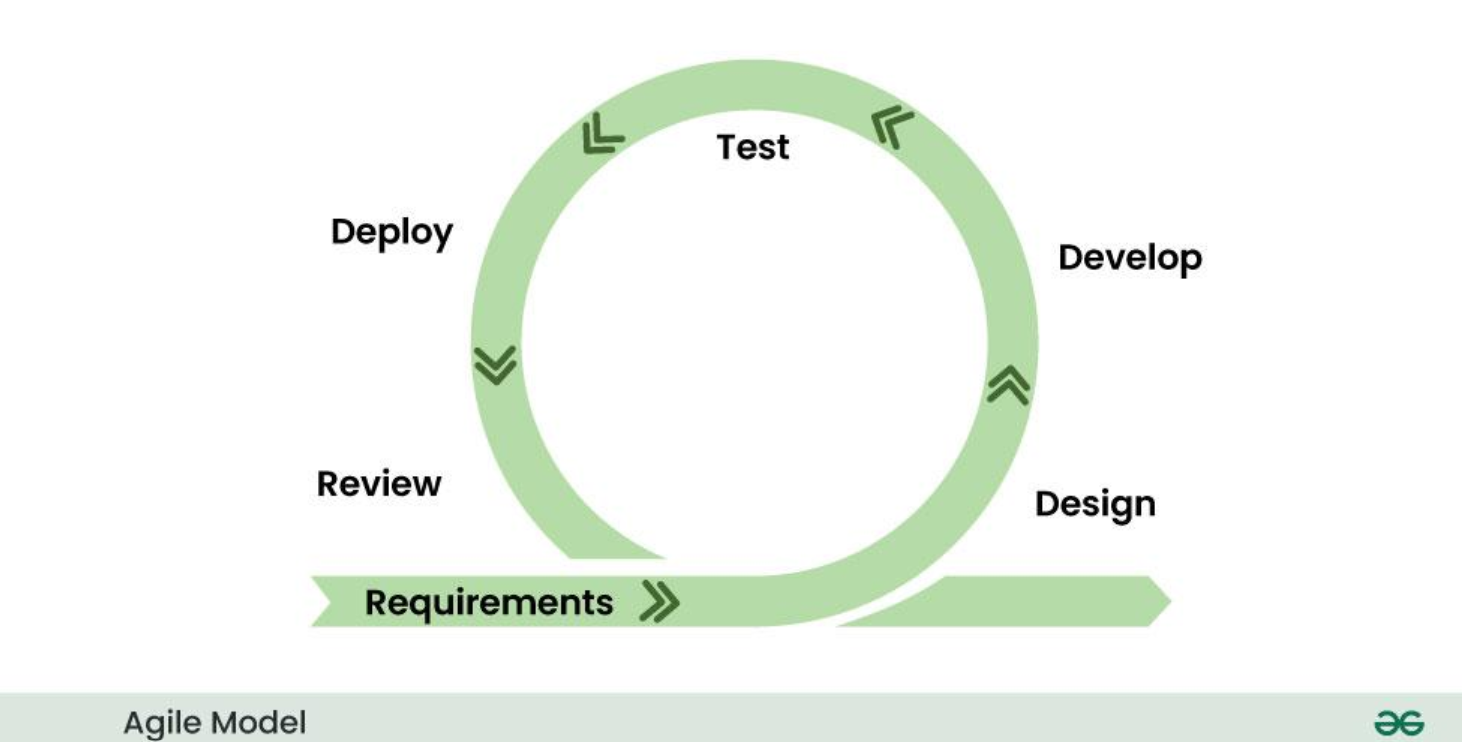 Test
Deploy
Develop
Review
Design
Requirements
Agile Model